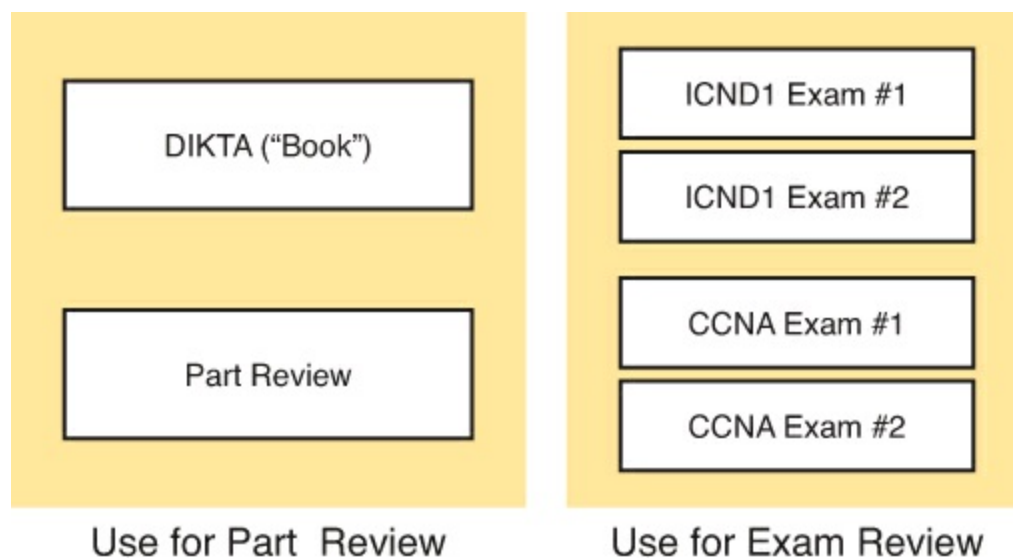 DIKTA (“Book”)
Part Review
Use for Part Review
ICND1 Exam #1
ICND1 Exam #2
CCNA Exam #1
CCNA Exam #2
Use for Exam Review